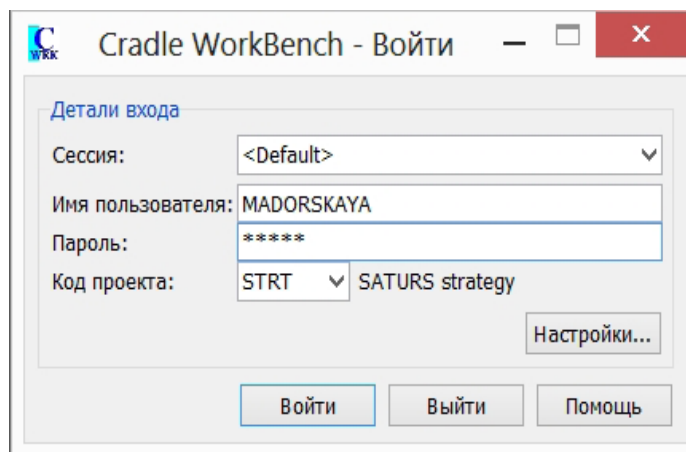 C
WRK
Cradle WorkBench - Войти
Детали входа
Сессия: <Default>
Имя пользователя: MADORSKAYA
Пароль: *****
Код проекта: STRT SATURS strategy
Настройки...
Войти Выйти Помощь